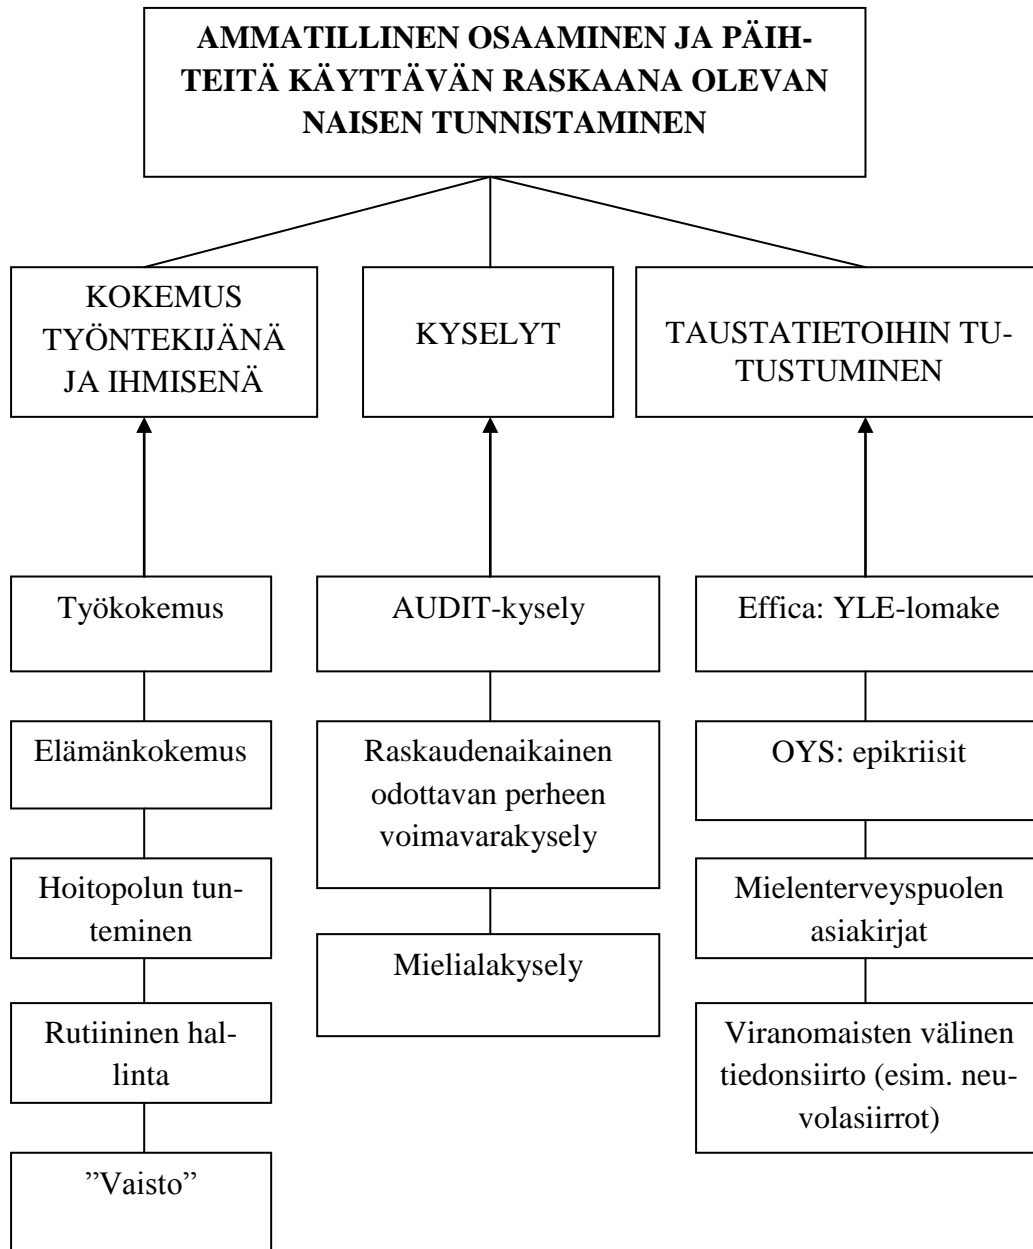 AMMATILLINEN OSAAMINEN JA PÄIH-
TEITÄ KÄYTTÄVÄN RASKAANA OLEVAN
NAISEN TUNNISTAMINEN
KOKEMUS
TYÖNTEKIJÄNÄ
JA IHMISENÄ
KYSELYT
TAUSTATIETOIHIN TU-
TUSTUMINEN
Työkokemus
Elämänkokemus
Hoitopolun tun-
teminen
Rutiininen hal-
linta
”Vaisto”
AUDIT-kysely
Raskaudenaikainen
odottavan perheen
voimavarakysely
Mielialakysely
Effica: YLE-lomake
OYS: epikriisit
Mielenterveyspuolen
asiakirjat
Viranomaisten välinen
tiedonsiirto (esim. neu-
volasiirrot)